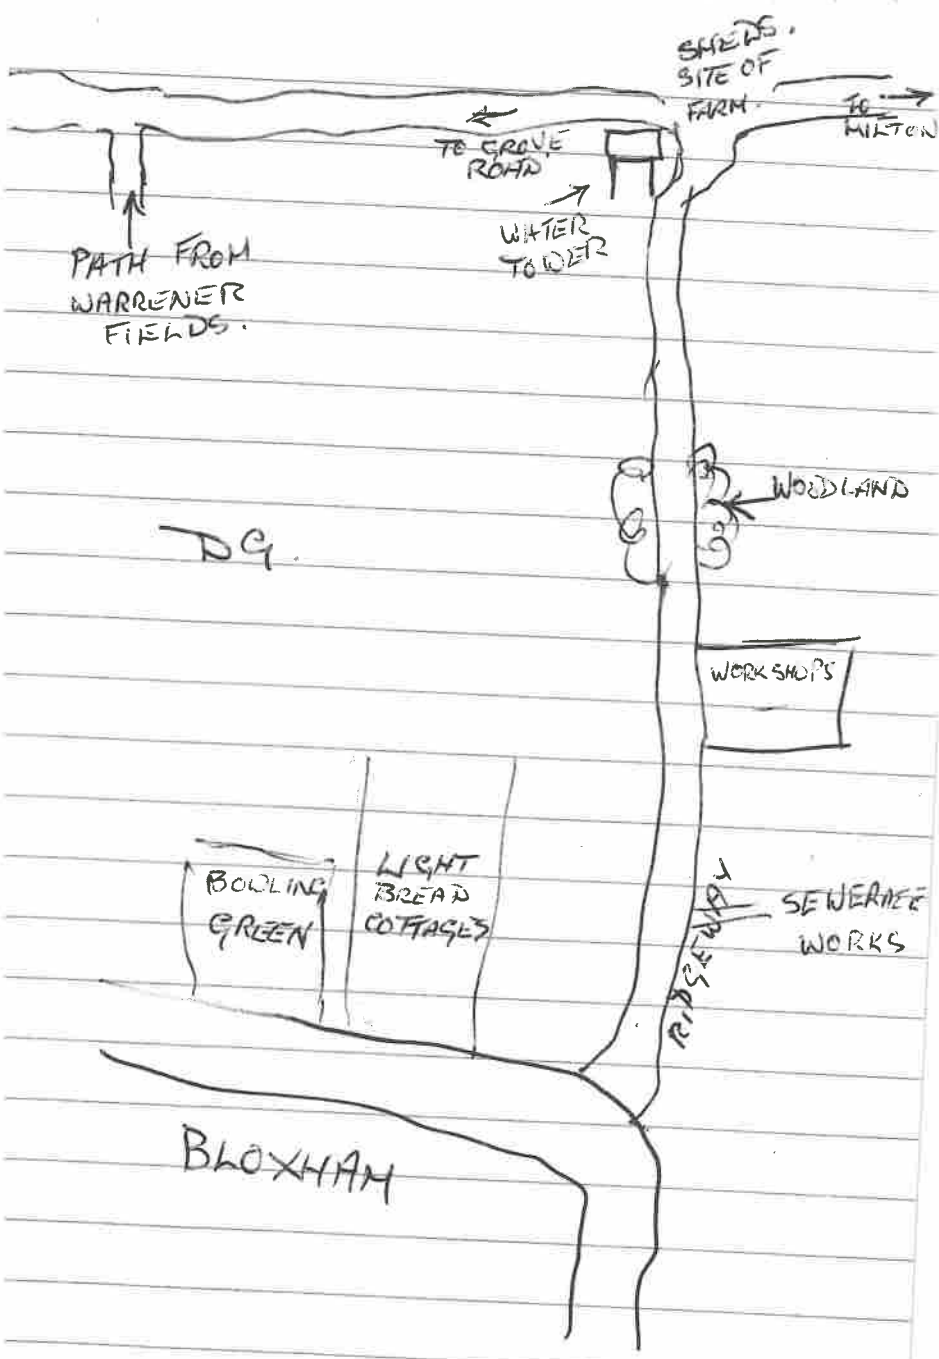 SHEDS.
SITE OF
FARM.
TO
MILTON
TO GROVE
ROAD
WATER
TOWER
PATH FROM
WARRENER
FIELDS.
WOODLAND
DG.
WORKSHOPS
BOWLING
GREEN
LIGHT
BREAD
COTTAGES
SEWERAGE
WORKS
BLOXHAM